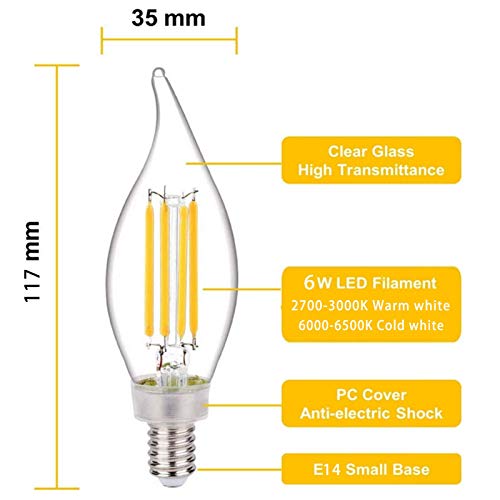 35 mm
117 mm
Clear Glass
High Transmittance
6W LED Filament
2700-3000K Warm white
6000-6500K Cold white
PC Cover
Anti-electric Shock
E14 Small Base